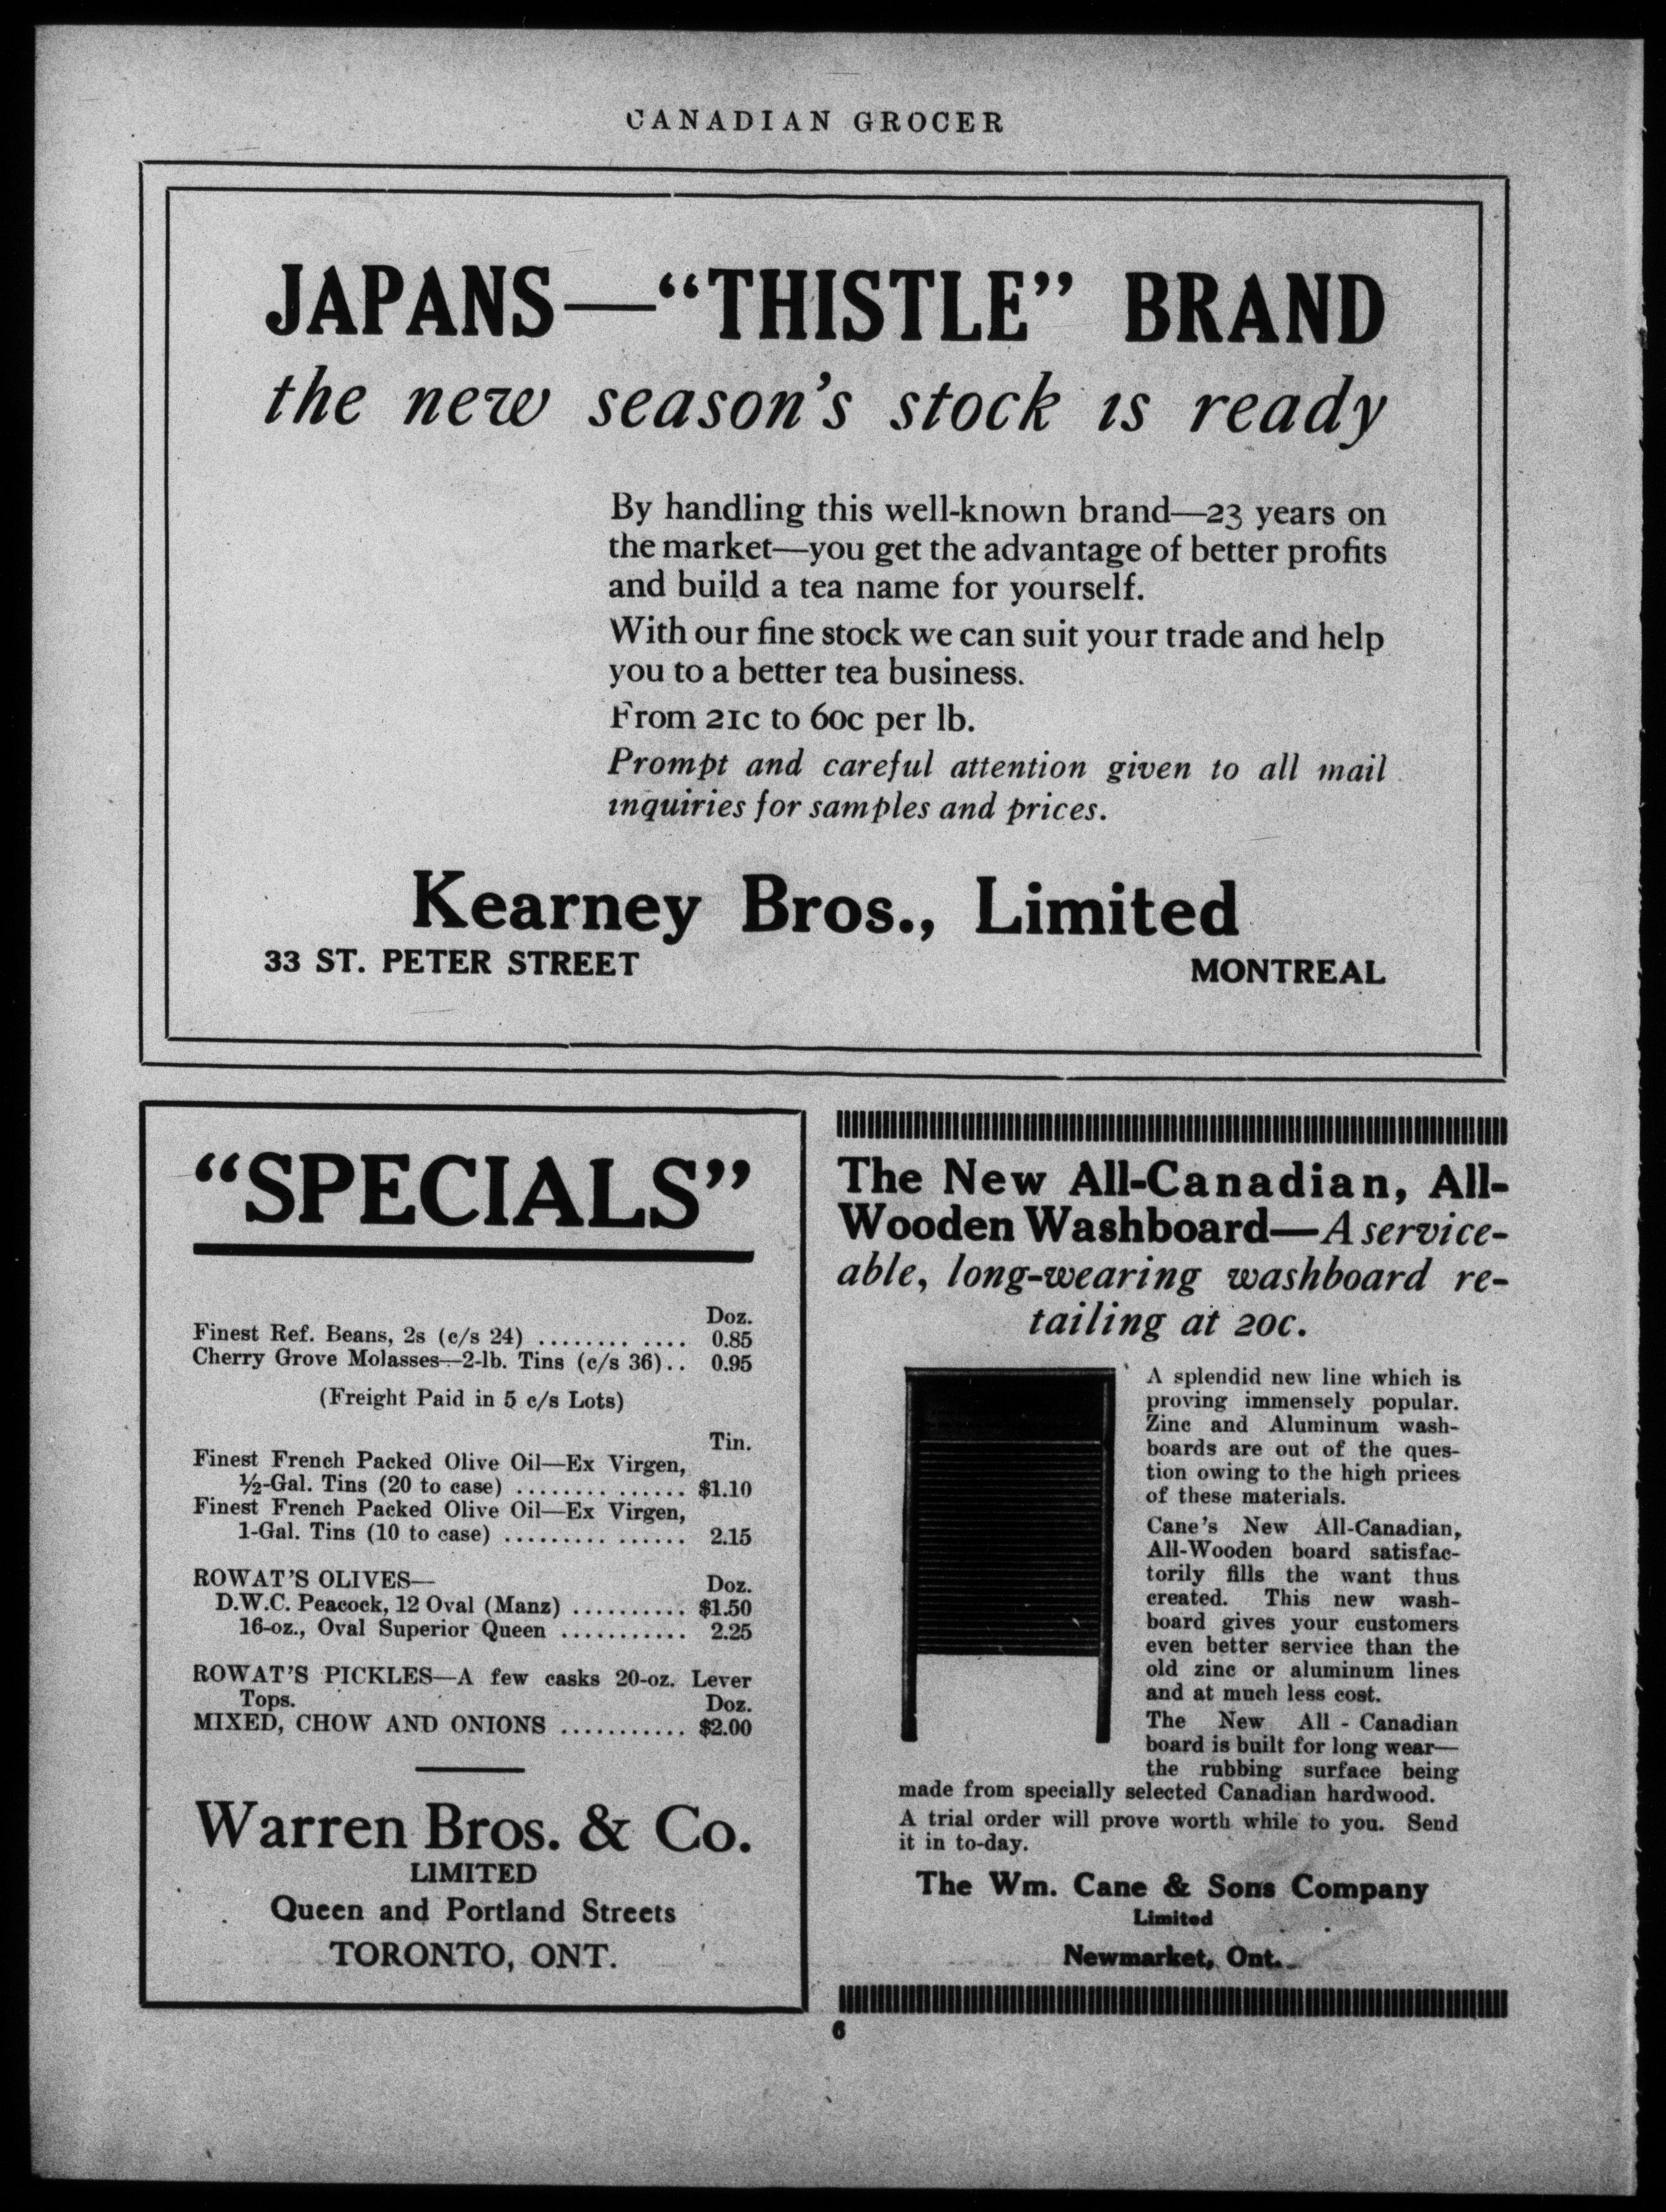 CANADIAN GROCER
JAPANS—“THISTLE” BRAND
the new season's stock is ready
By handling this well-known brand—23 years on
the market—you get the advantage of better profits
and build a tea name for yourself.
With our fine stock we can suit your trade and help
you to a better tea business.
From 21c to 60c per lb.
Prompt and careful attention given to all mail
inquiries for samples and prices.
Kearney Bros., Limited
33 ST. PETER STREET MONTREAL
“SPECIALS”
Doz.
Finest Ref. Beans, 2s (c/s 24) ........ .... 0.85
Cherry Grove Molasses—2-lb. Tins (c/s 36).. 0.95
(Freight Paid in 5 c/s Lots)
Tin.
Finest French Packed Olive Oil—Ex Virgen,
½-Gal. Tins (20 to case) ........ ...... $1.10
Finest French Packed Olive Oil—Ex Virgen,
1-Gal. Tins (10 to case) ......... ...... 2.15
ROWAT'S OLIVES— Doz.
D.W.C. Peacock, 12 Oval (Manz) .......... $1.50
16-oz., Oval Superior Queen ........... 2.25
ROWAT'S PICKLES—A few casks 20-oz. Lever
Tops. Doz.
MIXED, CHOW AND ONIONS ........... $2.00
Warren Bros. & Co.
LIMITED
Queen and Portland Streets
TORONTO, ONT.
The New All-Canadian, All-
Wooden Washboard—A service-
able, long-wearing washboard re-
tailing at 20c.
A splendid new line which is
proving immensely popular.
Zinc and Aluminum wash-
boards are out of the ques-
tion owing to the high prices
of these materials.
Cane's New All-Canadian,
All-Wooden board satisfac-
torily fills the want thus
created. This new wash-
board gives your customers
even better service than the
old zinc or aluminum lines
and at much less cost.
The New All - Canadian
board is built for long wear—
the rubbing surface being
made from specially selected Canadian hardwood.
A trial order will prove worth while to you. Send
it in to-day.
The Wm. Cane & Sons Company
Limited
Newmarket, Ont.
6